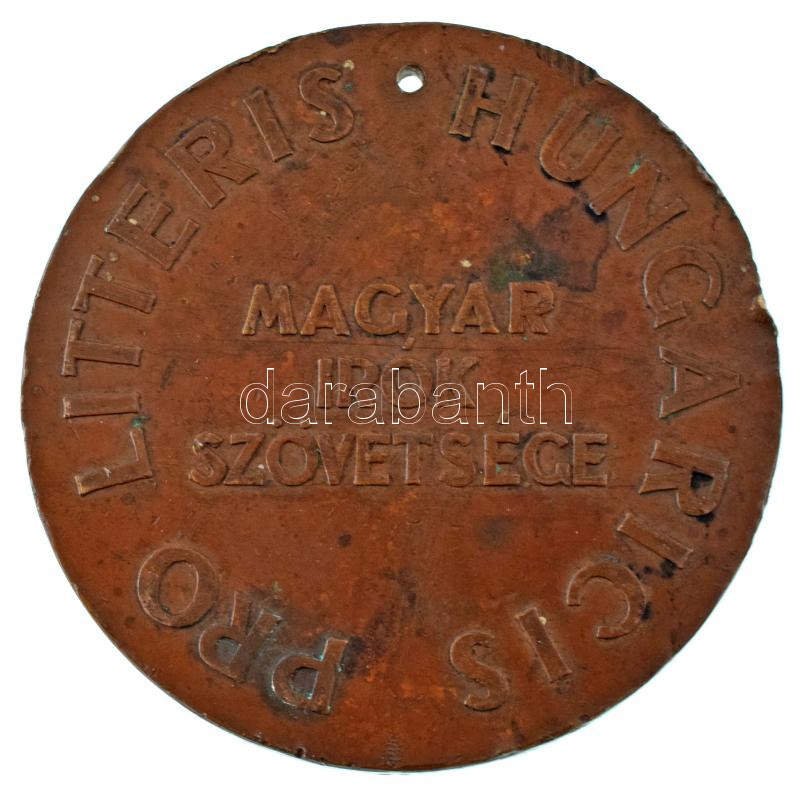 PRO LITTERIS HUNGARICIS
MAGYAR
ÍRÓK
SZÖVETSÉGE
darabanth